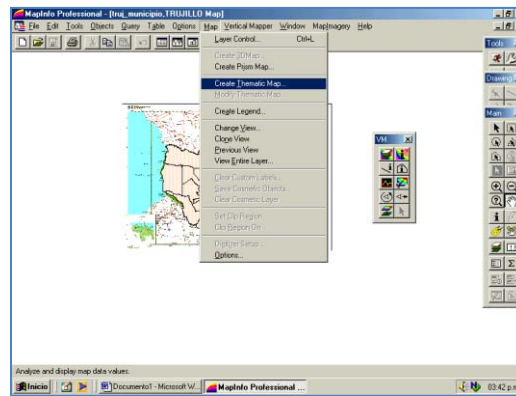 MapInfo Professional - [truj_municipio,TRUJILLO Map]
File Edit Tools Objects Query Table Options Map Vertical Mapper Window MapImagery Help
Layer Control... Ctrl+L
Create 3DMap...
Create Prism Map...
Create Thematic Map...
Modify Thematic Map...
Create Legend...
Change View...
Clone View
Previous View
View Entire Layer...
Clear Custom Labels...
Save Cosmetic Objects...
Clear Cosmetic Layer
Set Clip Region
Clip Region On
Digitizer Setup...
Options...
Tools
Drawing
Main
VM
Analyze and display map data values.
Inicio
Documento1 - Microsoft W...
MapInfo Professional ...
03:42 p.m